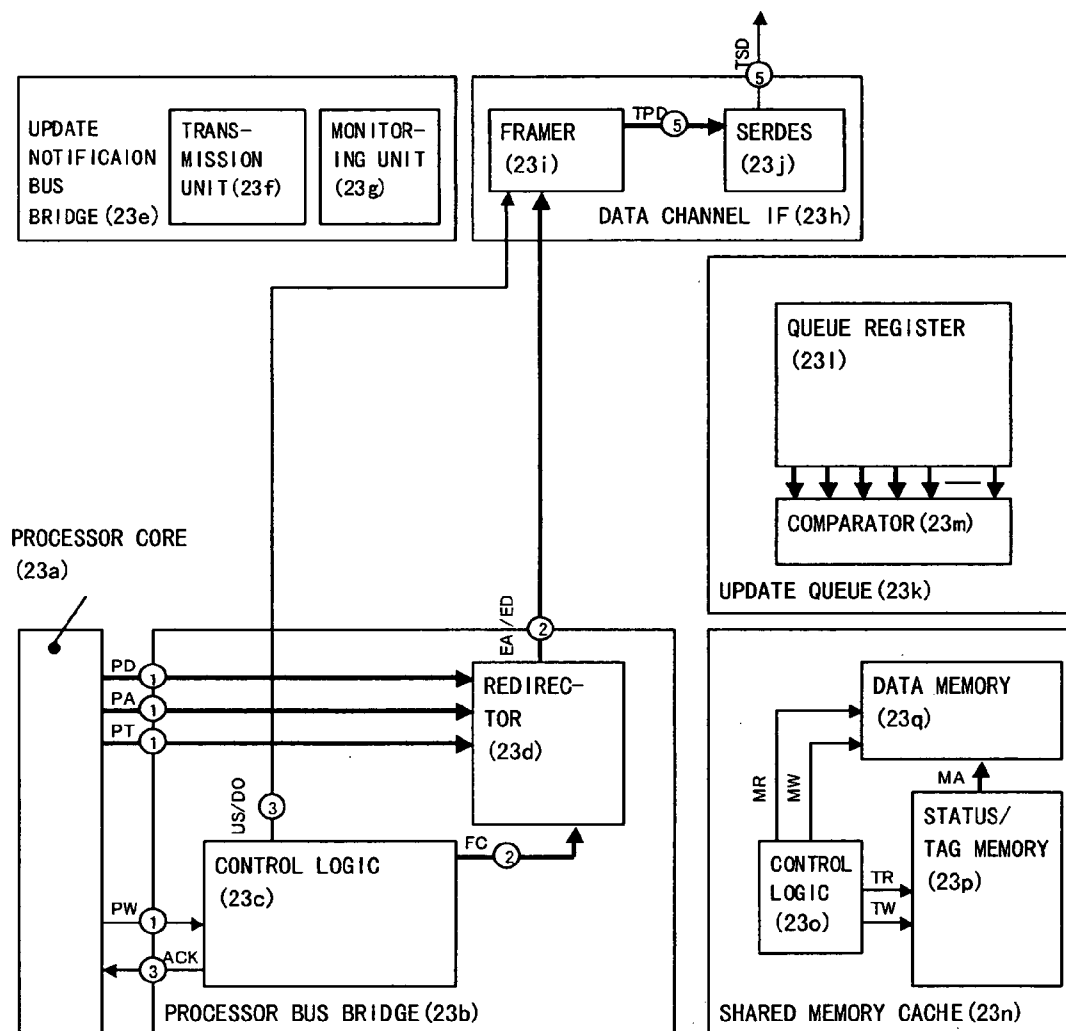 TSD
5
UPDATE
NOTIFICAION
BUS
BRIDGE(23e)
TRANS-
MISSION
UNIT(23f)
MONITOR-
ING UNIT
(23g)
FRAMER
(23i)
TPD
5
SERDES
(23j)
DATA CHANNEL IF(23h)
QUEUE REGISTER
(23l)
COMPARATOR(23m)
UPDATE QUEUE(23k)
PROCESSOR CORE
(23a)
EA/ED
2
PD
1
PA
1
PT
1
REDIREC-
TOR
(23d)
US/DO
3
FC
2
CONTROL LOGIC
(23c)
PW
1
ACK
3
PROCESSOR BUS BRIDGE(23b)
DATA MEMORY
(23q)
MR
MW
MA
STATUS/
TAG MEMORY
(23p)
CONTROL
LOGIC
(23o)
TR
TW
SHARED MEMORY CACHE(23n)